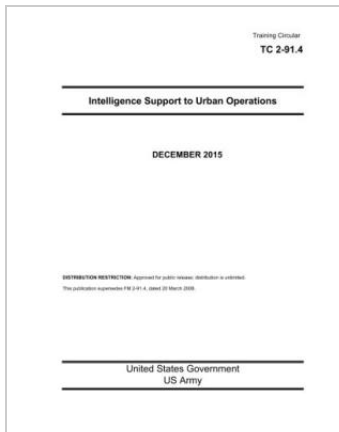 Training Circular
TC 2-91.4
Intelligence Support to Urban Operations
DECEMBER 2015
DISTRIBUTION RESTRICTION: Approved for public release; distribution is unlimited.
This publication supersedes FM 2-91.4, dated 20 March 2008.
United States Government
US Army